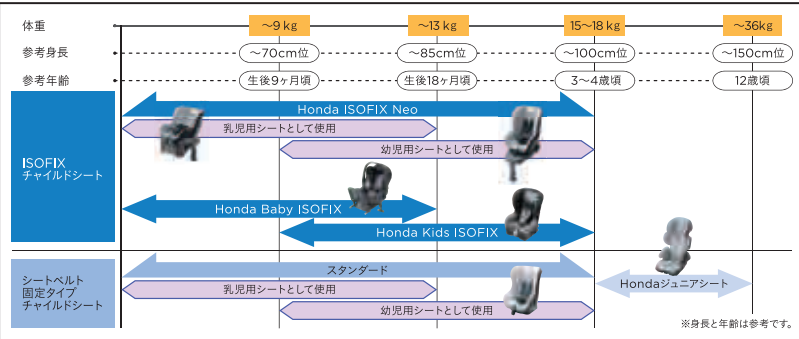 体重 ～9 kg ～13 kg 15～18 kg ～36kg
参考身長 ～70cm位 ～85cm位 ～100cm位 ～150cm位
参考年齢 生後9ヶ月頃 生後18ヶ月頃 3～4歳頃 12歳頃
ISOFIX
チャイルドシート
Honda ISOFIX Neo
乳児用シートとして使用
幼児用シートとして使用
Honda Baby ISOFIX
Honda Kids ISOFIX
シートベルト
固定タイプ
チャイルドシート
スタンダード
乳児用シートとして使用
幼児用シートとして使用
Hondaジュニアシート
※身長と年齢は参考です。